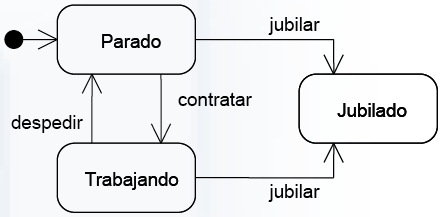 jubilar
Parado
contratar
Jubilado
despedir
Trabajando
jubilar